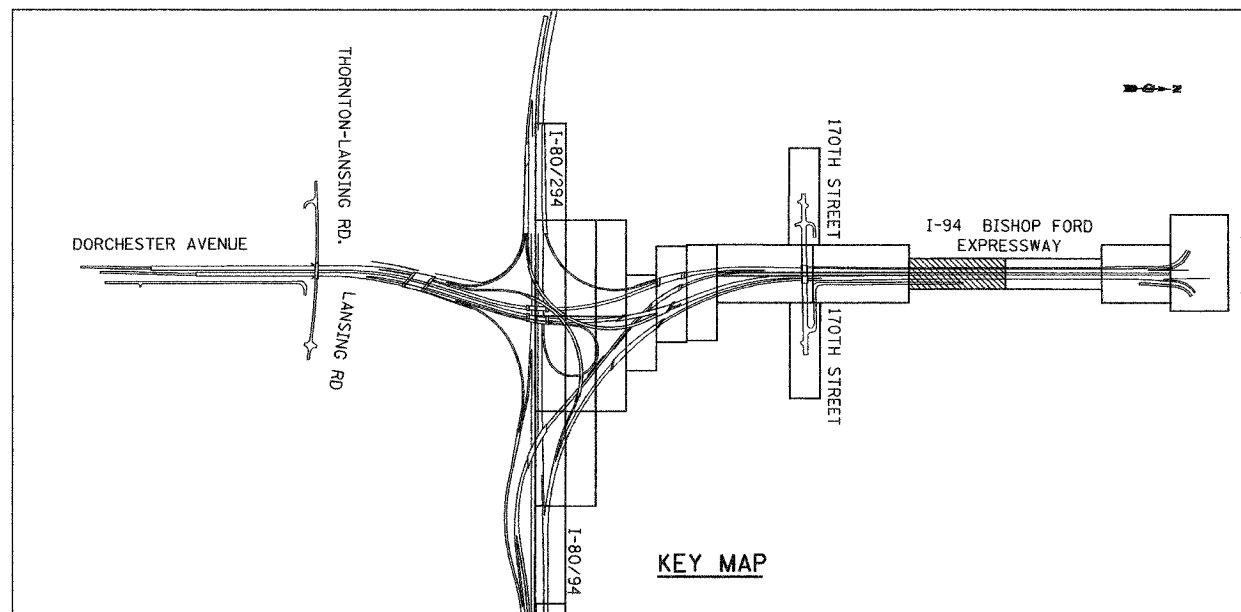 THORNTON-LANSING RD.
I-80/294
170TH STREET
N
DORCHESTER AVENUE
I-94 BISHOP FORD
EXPRESSWAY
LANSING RD
170TH STREET
I-80/94
KEY MAP